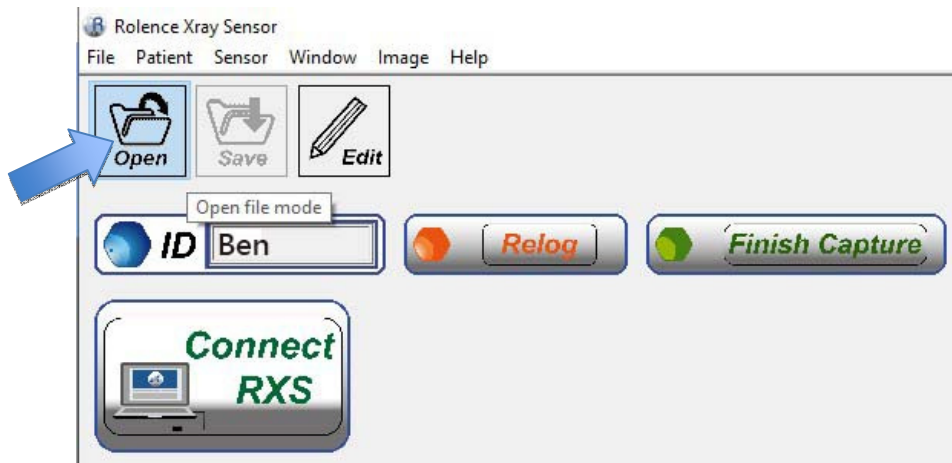 Rolence Xray Sensor
File Patient Sensor Window Image Help
Open Save Edit
Open file mode
ID Ben Relog Finish Capture
Connect
RXS